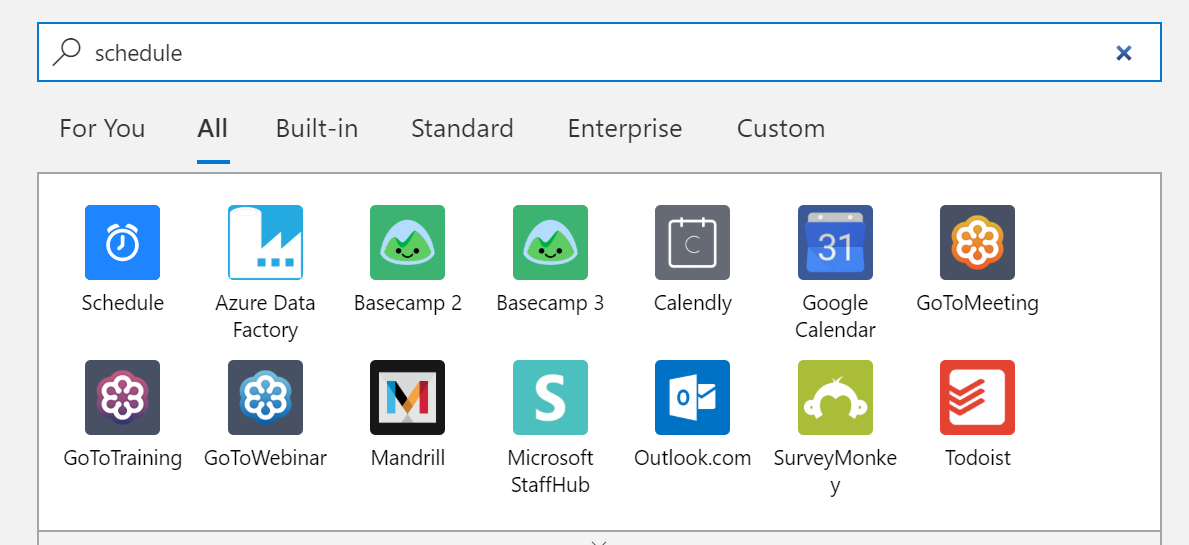 schedule
For You All Built-in Standard Enterprise Custom
C 31
Schedule Azure Data Basecamp 2 Basecamp 3 Calendly Google GoToMeeting
Factory Calendar
M S o
GoToTraining GoToWebinar Mandrill Microsoft Outlook.com SurveyMonke Todoist
StaffHub y